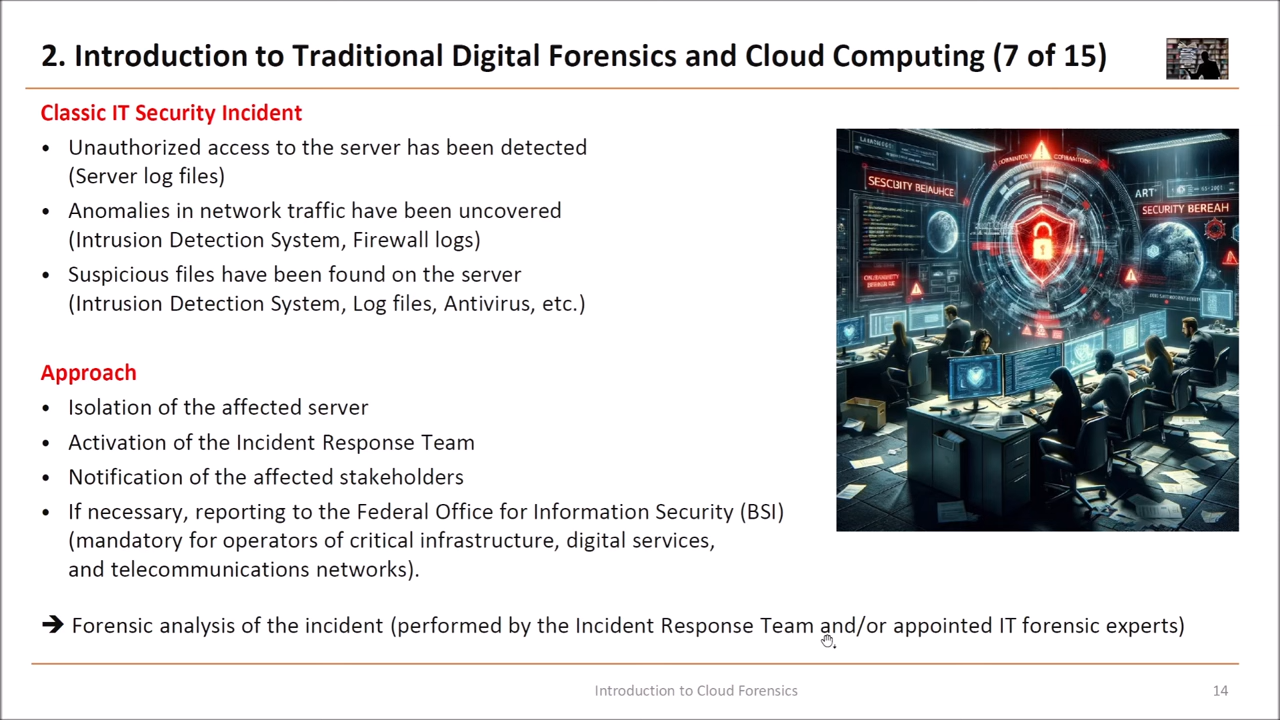 2. Introduction to Traditional Digital Forensics and Cloud Computing (7 of 15)
Classic IT Security Incident
• Unauthorized access to the server has been detected
(Server log files)
• Anomalies in network traffic have been uncovered
(Intrusion Detection System, Firewall logs)
• Suspicious files have been found on the server
(Intrusion Detection System, Log files, Antivirus, etc.)
SESCBITY BEIAUHCE
ART
SECURITY BEREAH
Approach
• Isolation of the affected server
• Activation of the Incident Response Team
• Notification of the affected stakeholders
• If necessary, reporting to the Federal Office for Information Security (BSI)
(mandatory for operators of critical infrastructure, digital services,
and telecommunications networks).
➔ Forensic analysis of the incident (performed by the Incident Response Team and/or appointed IT forensic experts)
Introduction to Cloud Forensics
14